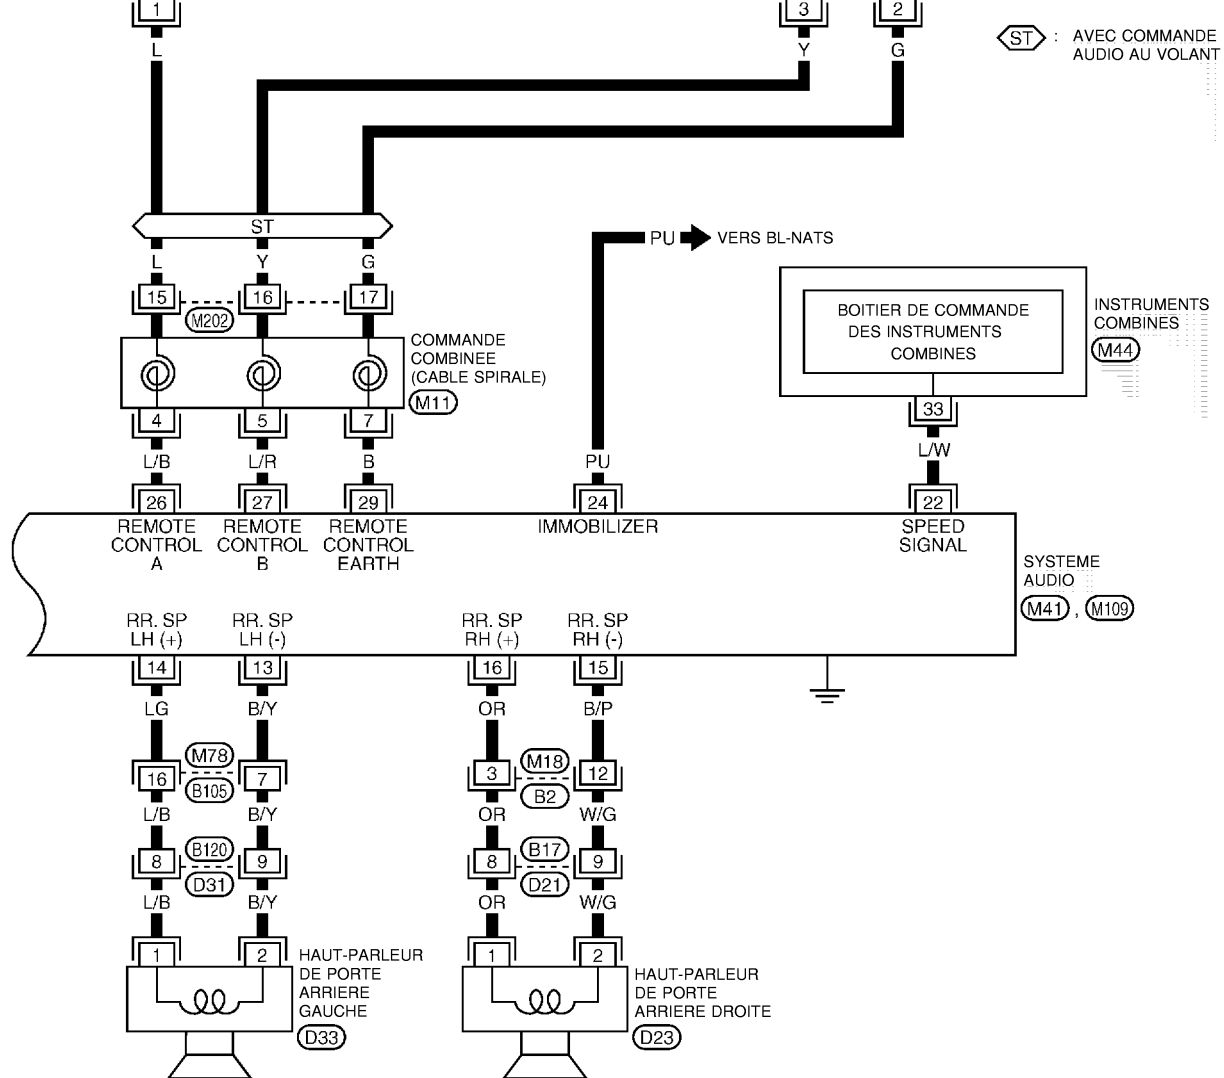 1
3
2
L
Y
G
ST : AVEC COMMANDE
AUDIO AU VOLANT
ST
PU
VERS BL-NATS
L
Y
G
15
16
17
M202
BOITIER DE COMMANDE
DES INSTRUMENTS
COMBINES
INSTRUMENTS
COMBINES
M44
COMMANDE
COMBINEE
(CABLE SPIRALE)
M11
4
5
7
33
L/B
L/R
B
PU
L/W
26
27
29
24
22
REMOTE
CONTROL
A
REMOTE
CONTROL
B
REMOTE
CONTROL
EARTH
IMMOBILIZER
SPEED
SIGNAL
SYSTEME
AUDIO
M41 , M109
RR. SP
LH (+)
RR. SP
LH (-)
RR. SP
RH (+)
RR. SP
RH (-)
14
13
16
15
LG
B/Y
OR
B/P
M78
M18
16
7
3
12
B105
B2
L/B
B/Y
OR
W/G
B120
B17
8
9
8
9
D31
D21
L/B
B/Y
OR
W/G
1
2
1
2
HAUT-PARLEUR
DE PORTE
ARRIERE
GAUCHE
D33
HAUT-PARLEUR
DE PORTE
ARRIERE DROITE
D23